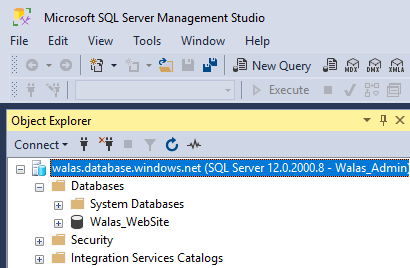 Microsoft SQL Server Management Studio
File Edit View Tools Window Help
New Query MDX DMX XMLA
Execute
Object Explorer
Connect
walas.database.windows.net (SQL Server 12.0.2000.8 - Walas_Admin)
Databases
System Databases
Walas_WebSite
Security
Integration Services Catalogs